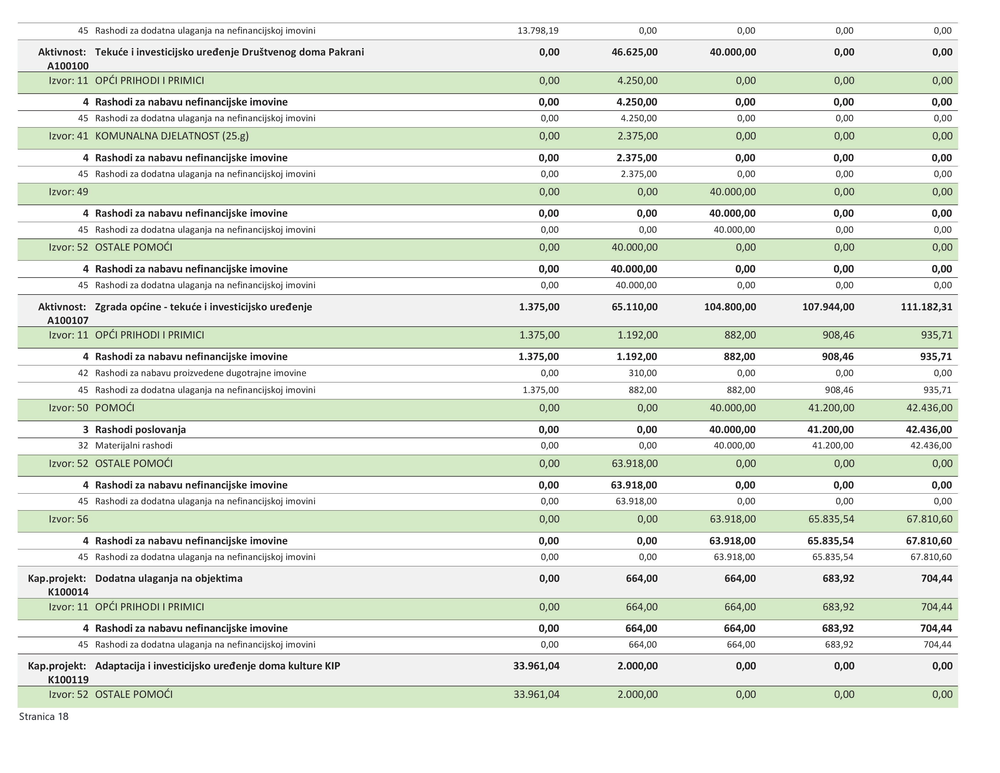 45 Rashodi za dodatna ulaganja na nefinancijskoj imovini 13.798,19 0,00 0,00 0,00 0,00
Aktivnost: Tekuće i investicijsko uređenje Društvenog doma Pakrani 0,00 46.625,00 40.000,00 0,00 0,00
A100100
Izvor: 11 OPĆI PRIHODI I PRIMICI 0,00 4.250,00 0,00 0,00 0,00
4 Rashodi za nabavu nefinancijske imovine 0,00 4.250,00 0,00 0,00 0,00
45 Rashodi za dodatna ulaganja na nefinancijskoj imovini 0,00 4.250,00 0,00 0,00 0,00
Izvor: 41 KOMUNALNA DJELATNOST (25.g) 0,00 2.375,00 0,00 0,00 0,00
4 Rashodi za nabavu nefinancijske imovine 0,00 2.375,00 0,00 0,00 0,00
45 Rashodi za dodatna ulaganja na nefinancijskoj imovini 0,00 2.375,00 0,00 0,00 0,00
Izvor: 49 0,00 0,00 40.000,00 0,00 0,00
4 Rashodi za nabavu nefinancijske imovine 0,00 0,00 40.000,00 0,00 0,00
45 Rashodi za dodatna ulaganja na nefinancijskoj imovini 0,00 0,00 40.000,00 0,00 0,00
Izvor: 52 OSTALE POMOĆI 0,00 40.000,00 0,00 0,00 0,00
4 Rashodi za nabavu nefinancijske imovine 0,00 40.000,00 0,00 0,00 0,00
45 Rashodi za dodatna ulaganja na nefinancijskoj imovini 0,00 40.000,00 0,00 0,00 0,00
Aktivnost: Zgrada općine - tekuće i investicijsko uređenje 1.375,00 65.110,00 104.800,00 107.944,00 111.182,31
A100107
Izvor: 11 OPĆI PRIHODI I PRIMICI 1.375,00 1.192,00 882,00 908,46 935,71
4 Rashodi za nabavu nefinancijske imovine 1.375,00 1.192,00 882,00 908,46 935,71
42 Rashodi za nabavu proizvedene dugotrajne imovine 0,00 310,00 0,00 0,00 0,00
45 Rashodi za dodatna ulaganja na nefinancijskoj imovini 1.375,00 882,00 882,00 908,46 935,71
Izvor: 50 POMOĆI 0,00 0,00 40.000,00 41.200,00 42.436,00
3 Rashodi poslovanja 0,00 0,00 40.000,00 41.200,00 42.436,00
32 Materijalni rashodi 0,00 0,00 40.000,00 41.200,00 42.436,00
Izvor: 52 OSTALE POMOĆI 0,00 63.918,00 0,00 0,00 0,00
4 Rashodi za nabavu nefinancijske imovine 0,00 63.918,00 0,00 0,00 0,00
45 Rashodi za dodatna ulaganja na nefinancijskoj imovini 0,00 63.918,00 0,00 0,00 0,00
Izvor: 56 0,00 0,00 63.918,00 65.835,54 67.810,60
4 Rashodi za nabavu nefinancijske imovine 0,00 0,00 63.918,00 65.835,54 67.810,60
45 Rashodi za dodatna ulaganja na nefinancijskoj imovini 0,00 0,00 63.918,00 65.835,54 67.810,60
Kap.projekt: Dodatna ulaganja na objektima 0,00 664,00 664,00 683,92 704,44
K100014
Izvor: 11 OPĆI PRIHODI I PRIMICI 0,00 664,00 664,00 683,92 704,44
4 Rashodi za nabavu nefinancijske imovine 0,00 664,00 664,00 683,92 704,44
45 Rashodi za dodatna ulaganja na nefinancijskoj imovini 0,00 664,00 664,00 683,92 704,44
Kap.projekt: Adaptacija i investicijsko uređenje doma kulture KIP 33.961,04 2.000,00 0,00 0,00 0,00
K100119
Izvor: 52 OSTALE POMOĆI 33.961,04 2.000,00 0,00 0,00 0,00
Stranica 18